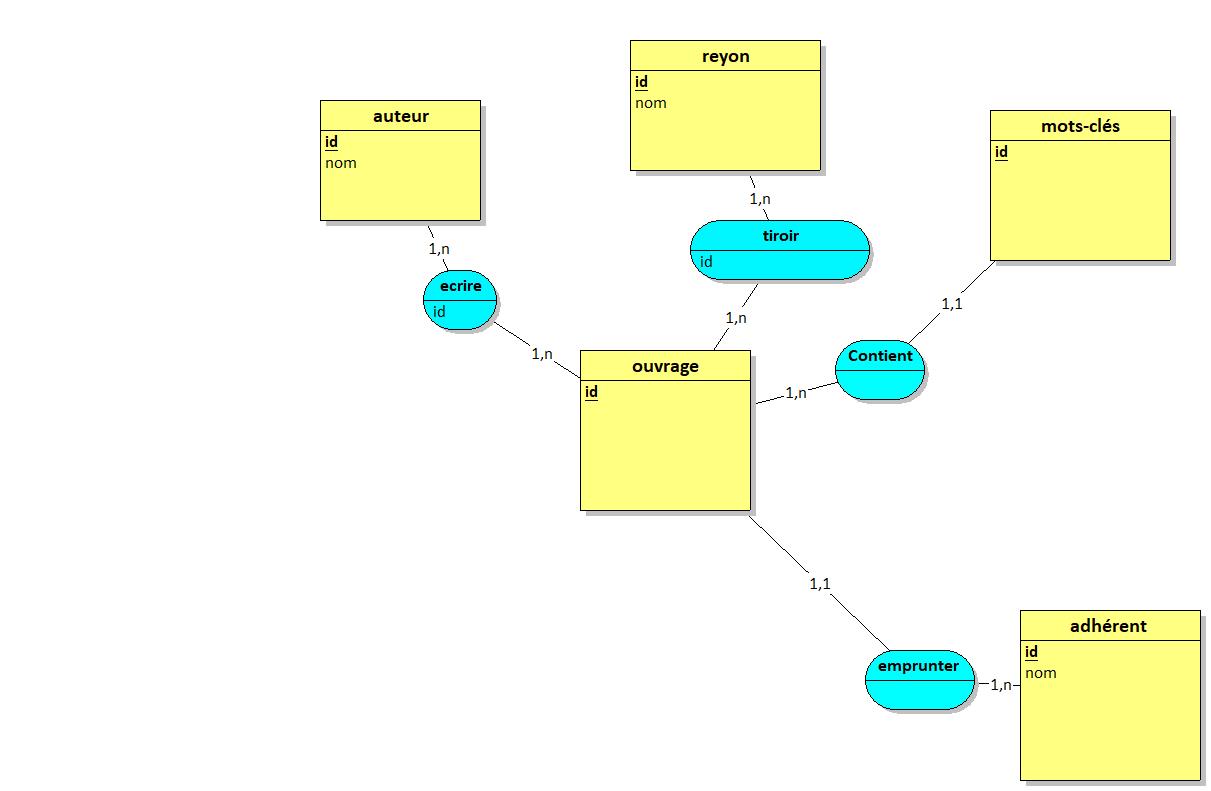 reyon
id
nom
auteur
id
nom
mots-clés
id
1,n
1,n
tiroir
id
ecrire
id
1,1
1,n
1,n
Contient
ouvrage
id
1,n
1,1
adhérent
id
nom
emprunter
1,n